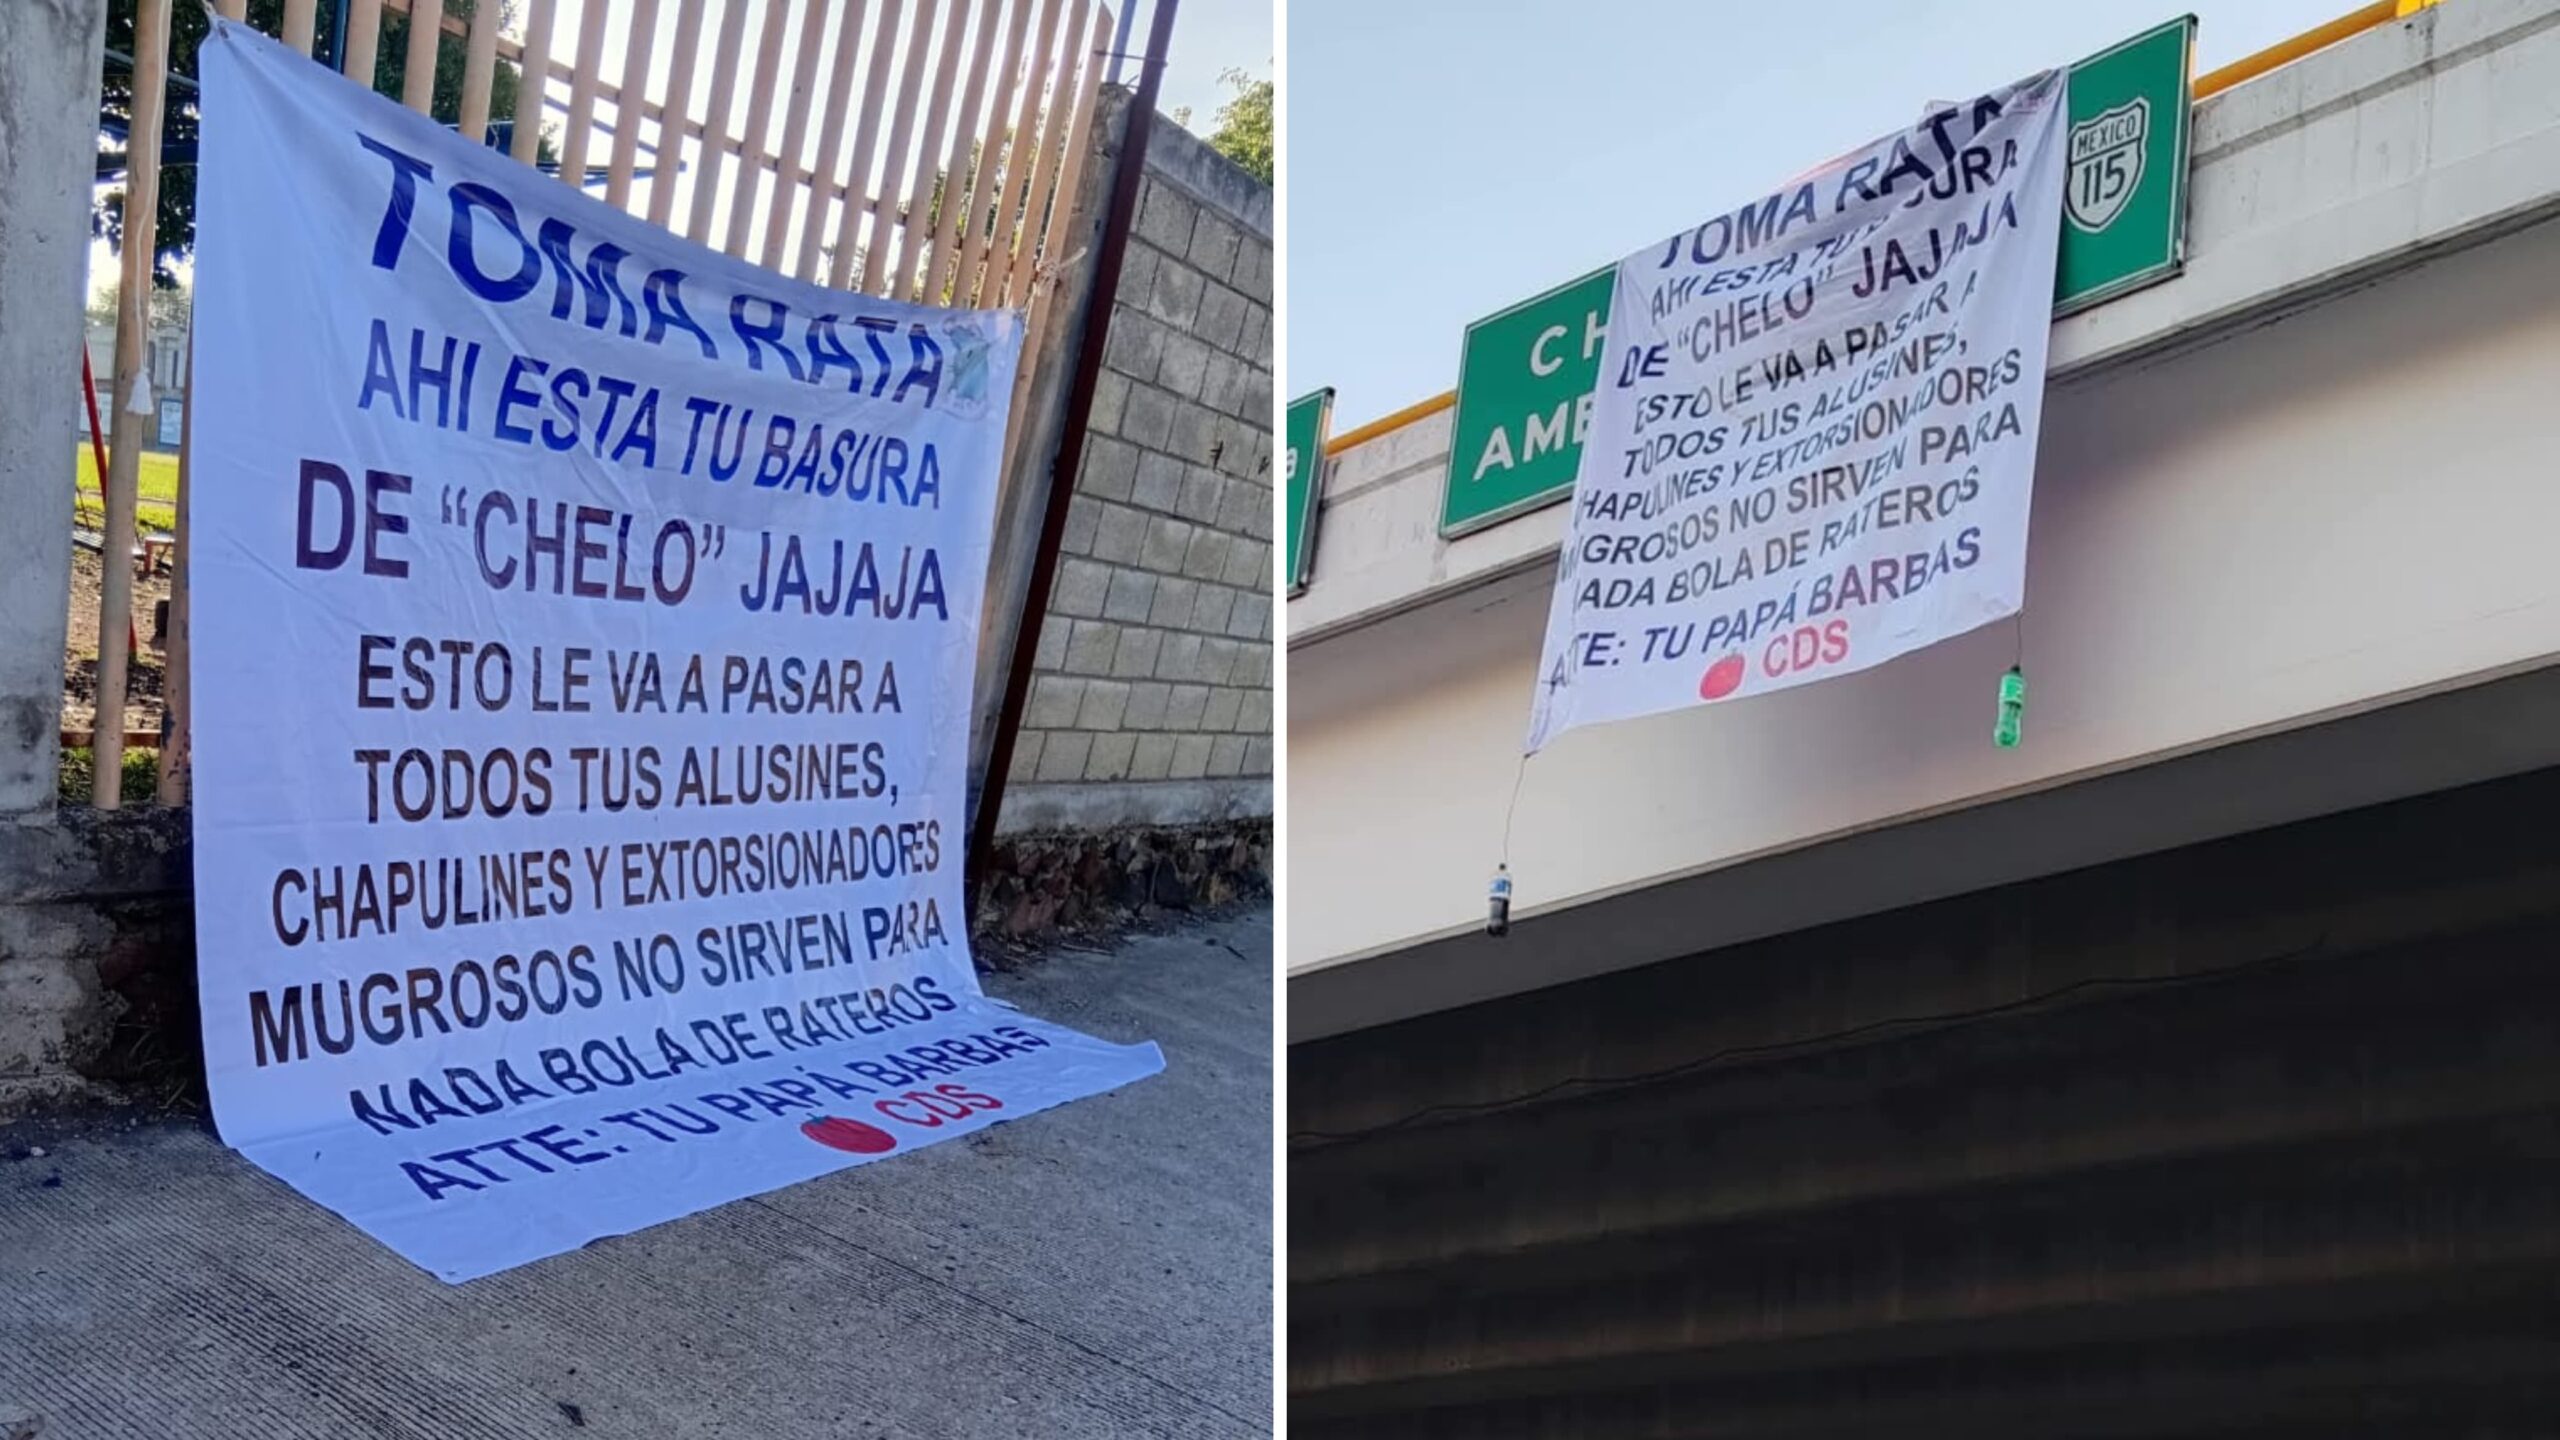 TOMA RATA
AHI ESTA TU BASURA
DE “CHELO” JAJAJA
ESTO LE VA A PASAR A
TODOS TUS ALUSINES,
CHAPULINES Y EXTORSIONADORES
MUGROSOS NO SIRVEN PARA
NADA BOLA DE RATEROS
ATTE: TU PAPÁ BARBAS
CDS
MEXICO
115
CH
AME
TOMA RATA
AHI ESTA TU BASURA
DE “CHELO” JAJAJA
ESTO LE VA A PASAR A
TODOS TUS ALUSINES,
CHAPULINES Y EXTORSIONADORES
MUGROSOS NO SIRVEN PARA
NADA BOLA DE RATEROS
ATTE: TU PAPÁ BARBAS
CDS